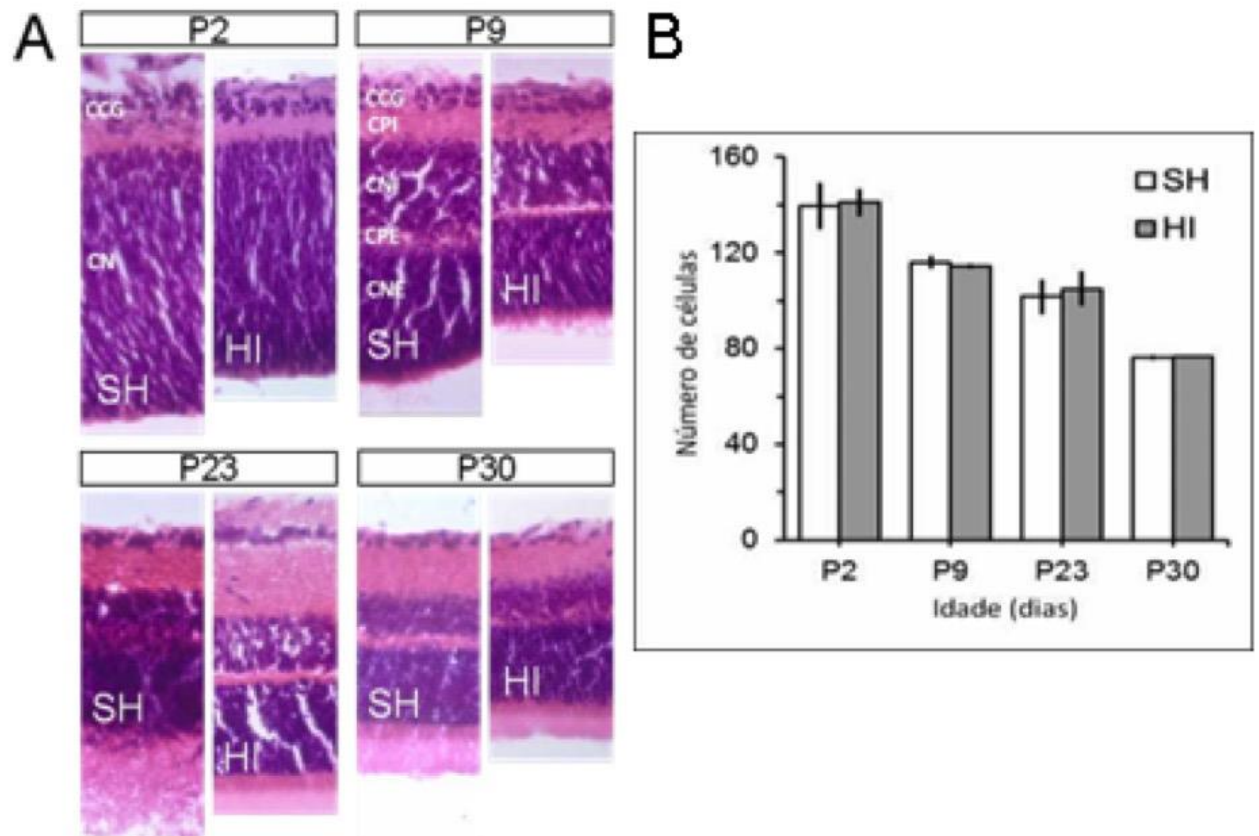 A
P2
P9
CCG
CN
SH
HI
CCG
CPI
CNI
CPE
CNE
SH
HI
P23
P30
SH
HI
SH
HI
B
160
120
80
40
0
Número de células
SH
HI
P2 P9 P23 P30
Idade (dias)